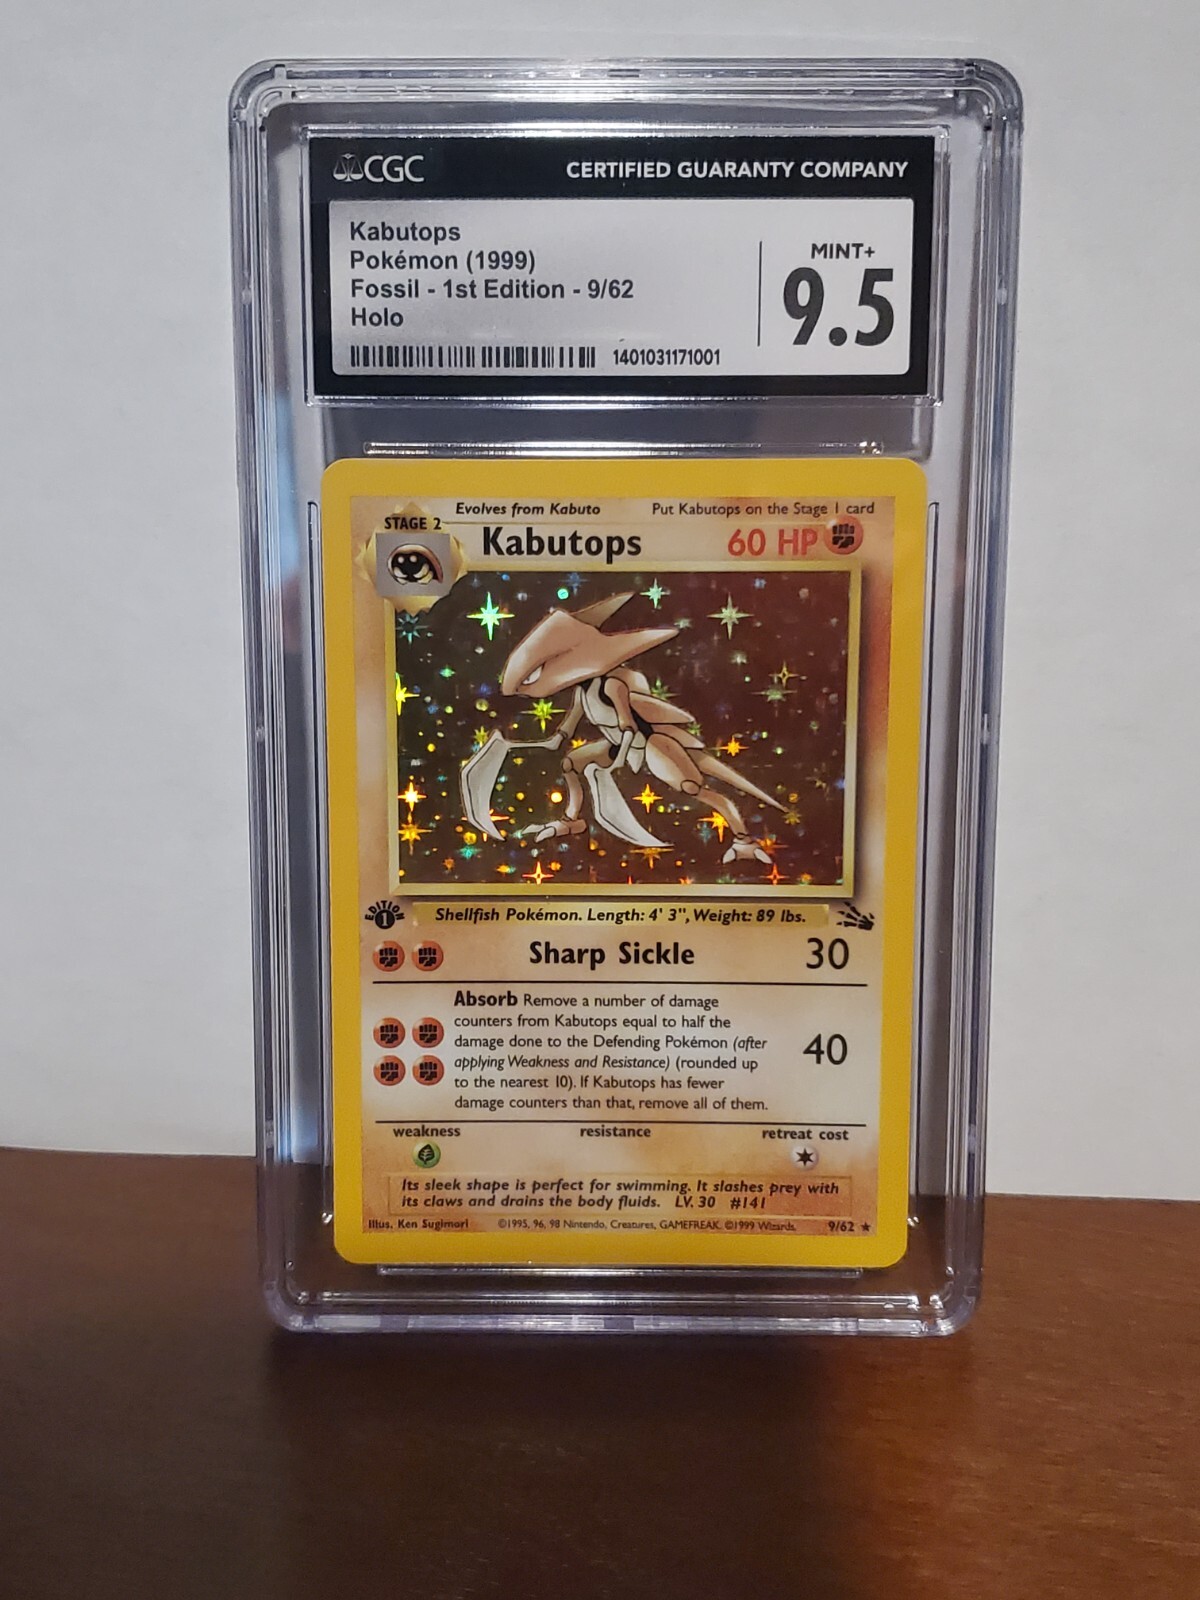 CGC CERTIFIED GUARANTY COMPANY
Kabutops
Pokémon (1999)
Fossil - 1st Edition - 9/62
Holo
MINT+
9.5
1401031171001
Evolves from Kabuto Put Kabutops on the Stage 1 card
STAGE 2
Kabutops 60 HP
EDITION
1
Shellfish Pokémon. Length: 4' 3", Weight: 89 lbs.
Sharp Sickle 30
Absorb Remove a number of damage
counters from Kabutops equal to half the
damage done to the Defending Pokémon (after
applying Weakness and Resistance) (rounded up
to the nearest 10). If Kabutops has fewer
damage counters than that, remove all of them.
40
weakness resistance retreat cost
Its sleek shape is perfect for swimming. It slashes prey with
its claws and drains the body fluids. LV. 30 #141
Illus. Ken Sugimori ©1995, 96, 98 Nintendo, Creatures, GAMEFREAK. ©1999 Wizards. 9/62 ★